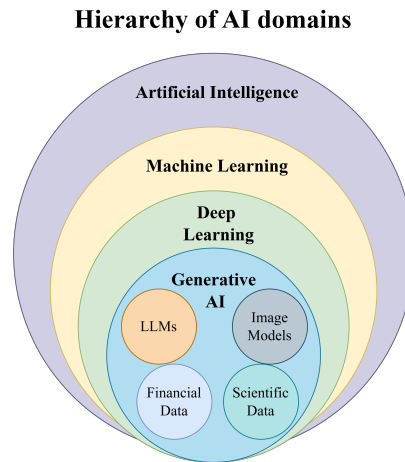 Hierarchy of AI domains
Artificial Intelligence
Machine Learning
Deep
Learning
Generative
AI
LLMs
Image
Models
Financial
Data
Scientific
Data